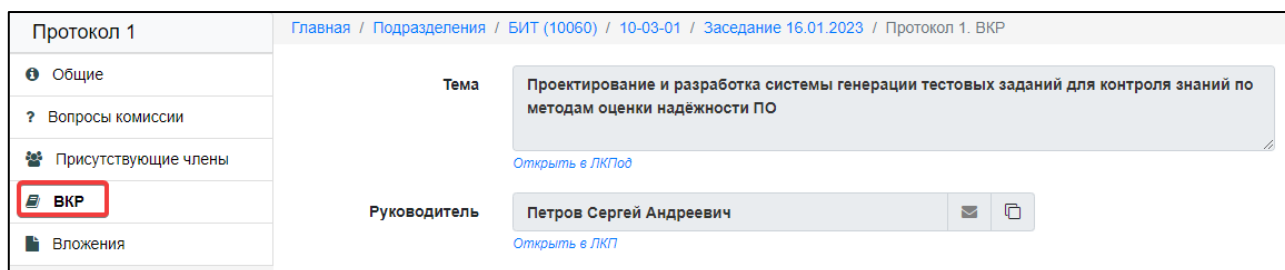 Протокол 1
Главная / Подразделения / БИТ (10060) / 10-03-01 / Заседание 16.01.2023 / Протокол 1. ВКР
Общие
? Вопросы комиссии
Присутствующие члены
ВКР
Вложения
Тема
Проектирование и разработка системы генерации тестовых заданий для контроля знаний по
методам оценки надёжности ПО
Открыть в ЛКПод
Руководитель
Петров Сергей Андреевич
Открыть в ЛКП